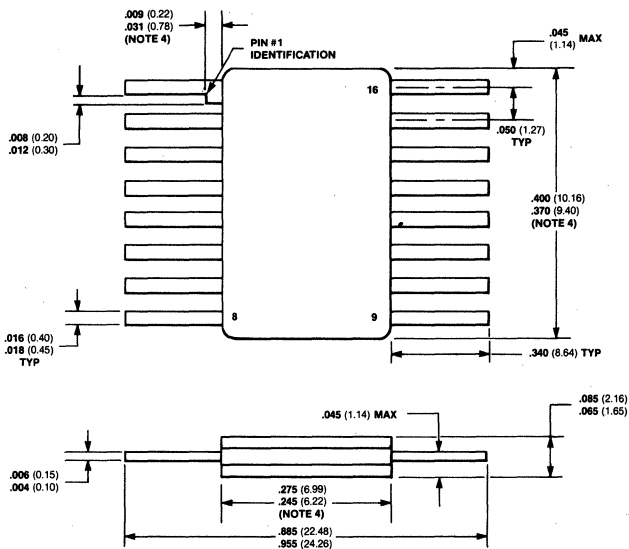 .009 (0.22)
.031 (0.78)
(NOTE 4)
PIN #1
IDENTIFICATION
.045
(1.14) MAX
16
.008 (0.20)
.012 (0.30)
.050 (1.27)
TYP
.400 (10.16)
.370 (9.40)
(NOTE 4)
.016 (0.40)
.018 (0.45)
TYP
8
9
.340 (8.64) TYP
.085 (2.16)
.065 (1.65)
.045 (1.14) MAX
.006 (0.15)
.004 (0.10)
.275 (6.99)
.245 (6.22)
(NOTE 4)
.885 (22.48)
.955 (24.26)